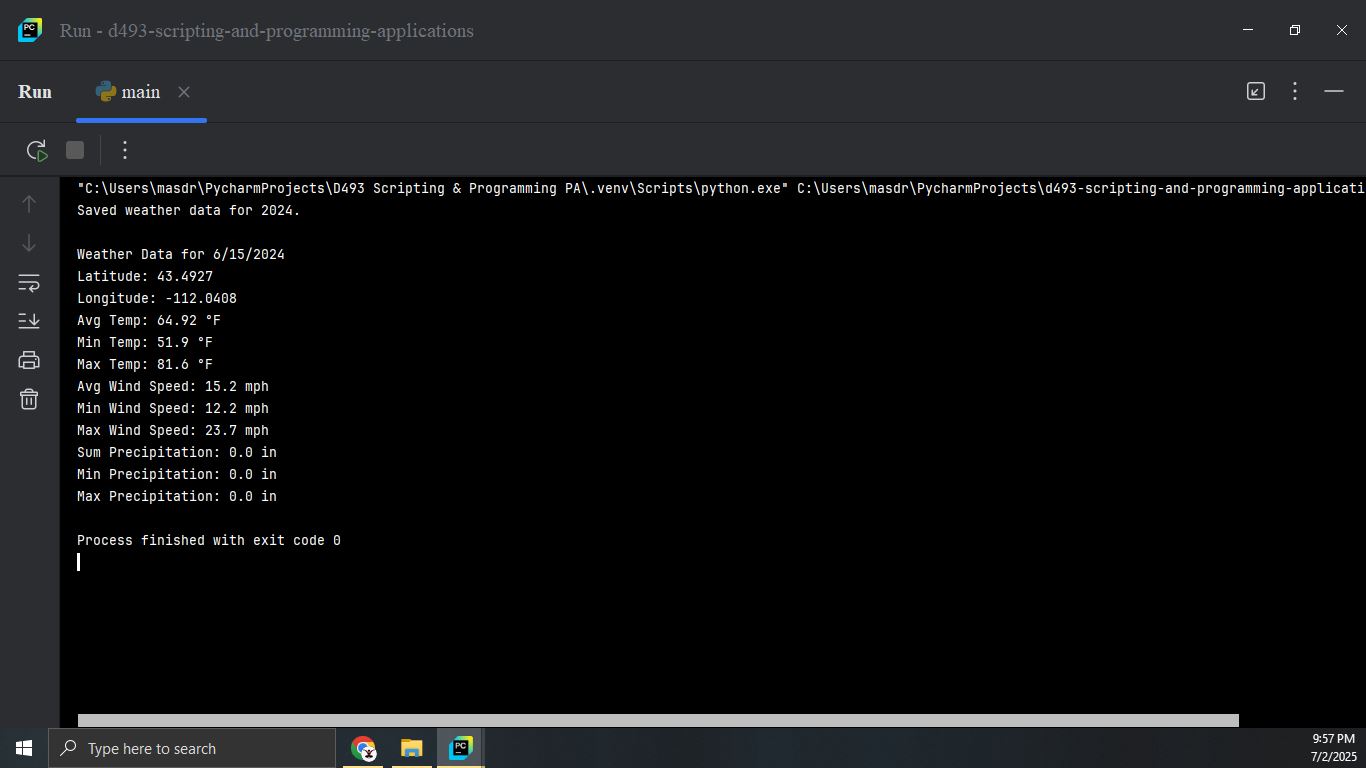 Run - d493-scripting-and-programming-applications
Run
main
"C:\Users\masdr\PycharmProjects\D493 Scripting & Programming PA\.venv\Scripts\python.exe" C:\Users\masdr\PycharmProjects\d493-scripting-and-programming-applicati
Saved weather data for 2024.
Weather Data for 6/15/2024
Latitude: 43.4927
Longitude: -112.0408
Avg Temp: 64.92 °F
Min Temp: 51.9 °F
Max Temp: 81.6 °F
Avg Wind Speed: 15.2 mph
Min Wind Speed: 12.2 mph
Max Wind Speed: 23.7 mph
Sum Precipitation: 0.0 in
Min Precipitation: 0.0 in
Max Precipitation: 0.0 in
Process finished with exit code 0
Type here to search
9:57 PM
7/2/2025